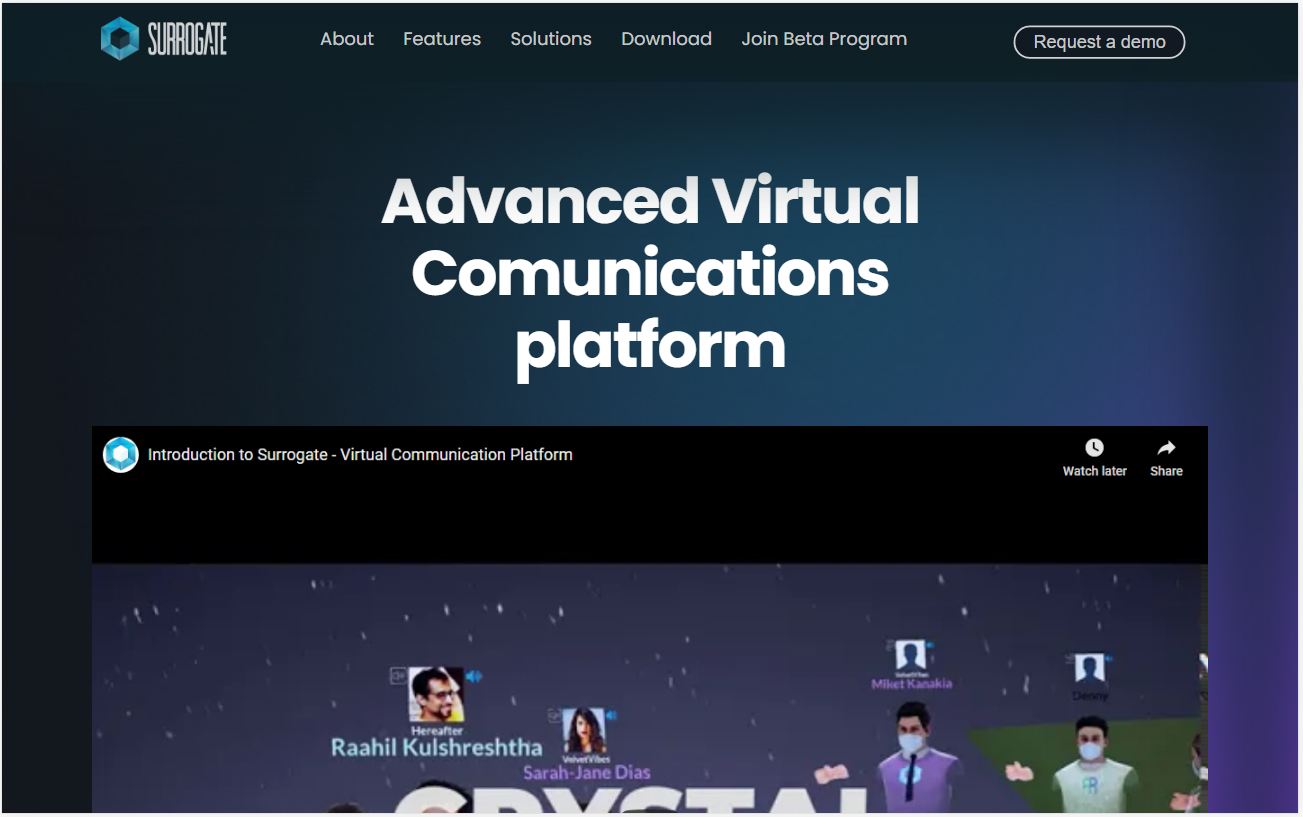 SURROGATE
About Features Solutions Download Join Beta Program
Request a demo
Advanced Virtual
Comunications
platform
Introduction to Surrogate - Virtual Communication Platform
Watch later Share
VelvetVibes
Miket Kanakia
Denny
Hereafter
Raahil Kulshreshtha
VelvetVibes
Sarah-Jane Dias
CRYSTAL